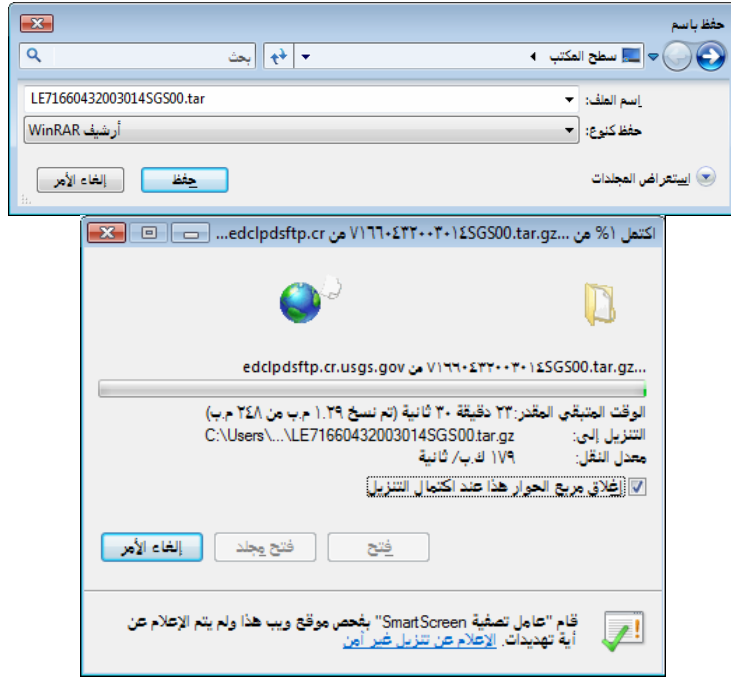 حفظ باسم
سطح المكتب
بحث
إسم الملف: LE71660432003014SGS00.tar
حفظ كنوع: أرشيف WinRAR
إستعراض المجلدات
حفظ
إلغاء الأمر
اكتمل ١% من ...٧١٦٦٠٤٣٢٠٠٣٠١٤SGS00.tar.gz من edclpdsftp.cr...
...٧١٦٦٠٤٣٢٠٠٣٠١٤SGS00.tar.gz من edclpdsftp.cr.usgs.gov
الوقت المتبقي المقدر: ٢٣ دقيقة ٣٠ ثانية (تم نسخ ١.٢٩ م.ب من ٢٤٨ م.ب)
التنزيل إلى: C:\Users\...\LE71660432003014SGS00.tar.gz
معدل النقل: ١٧٩ ك.ب/ ثانية
إغلاق مربع الحوار هذا عند اكتمال التنزيل
فتح
فتح مجلد
إلغاء الأمر
قام "عامل تصفية SmartScreen" بفحص موقع ويب هذا ولم يتم الإعلام عن
أية تهديدات. الإعلام عن تنزيل غير آمن